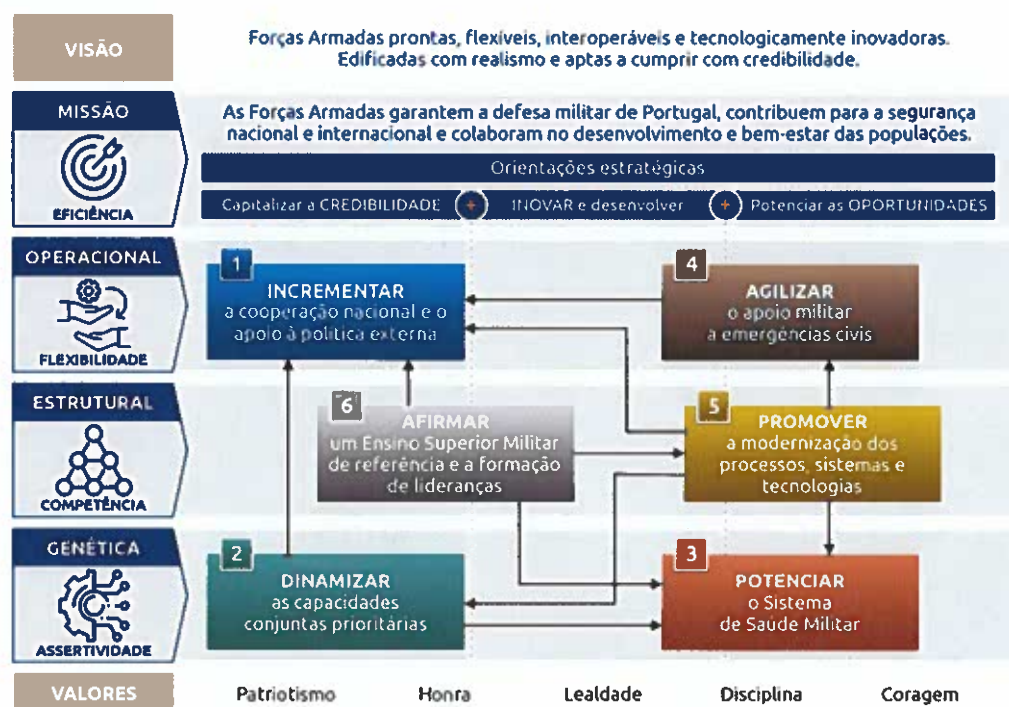 VISÃO
Forças Armadas prontas, flexíveis, interoperáveis e tecnologicamente inovadoras.
Edificadas com realismo e aptas a cumprir com credibilidade.
MISSÃO
EFICIÊNCIA
As Forças Armadas garantem a defesa militar de Portugal, contribuem para a segurança
nacional e internacional e colaboram no desenvolvimento e bem-estar das populações.
Orientações estratégicas
Capitalizar a CREDIBILIDADE + INOVAR e desenvolver + Potenciar as OPORTUNIDADES
OPERACIONAL
FLEXIBILIDADE
1
INCREMENTAR
a cooperação nacional e o
apoio à política externa
4
AGILIZAR
o apoio militar
a emergências civis
ESTRUTURAL
COMPETÊNCIA
6
AFIRMAR
um Ensino Superior Militar
de referência e a formação
de lideranças
5
PROMOVER
a modernização dos
processos, sistemas e
tecnologias
GENÉTICA
ASSERTIVIDADE
2
DINAMIZAR
as capacidades
conjuntas prioritárias
3
POTENCIAR
o Sistema
de Saúde Militar
VALORES
Patriotismo Honra Lealdade Disciplina Coragem